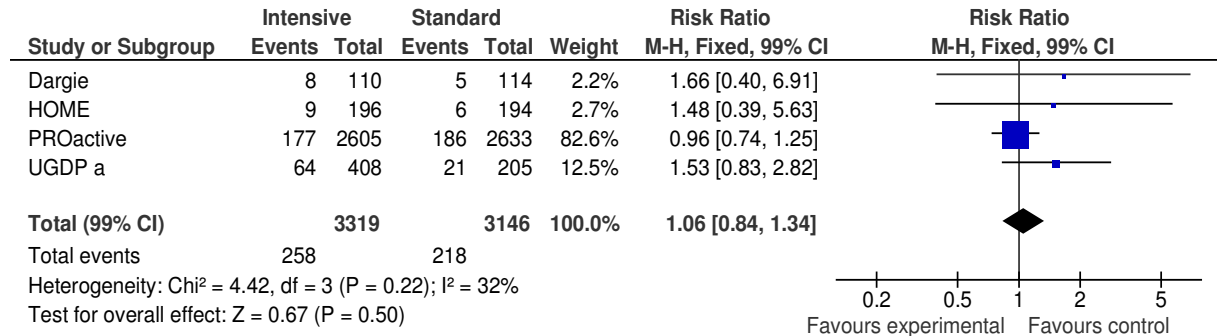 Intensive Standard Risk Ratio Risk Ratio
Study or Subgroup Events Total Events Total Weight M-H, Fixed, 99% CI M-H, Fixed, 99% CI
Dargie 8 110 5 114 2.2% 1.66 [0.40, 6.91]
HOME 9 196 6 194 2.7% 1.48 [0.39, 5.63]
PROactive 177 2605 186 2633 82.6% 0.96 [0.74, 1.25]
UGDP a 64 408 21 205 12.5% 1.53 [0.83, 2.82]
Total (99% CI) 3319 3146 100.0% 1.06 [0.84, 1.34]
Total events 258 218
Heterogeneity: Chi² = 4.42, df = 3 (P = 0.22); I² = 32%
Test for overall effect: Z = 0.67 (P = 0.50)
0.2 0.5 1 2 5
Favours experimental Favours control